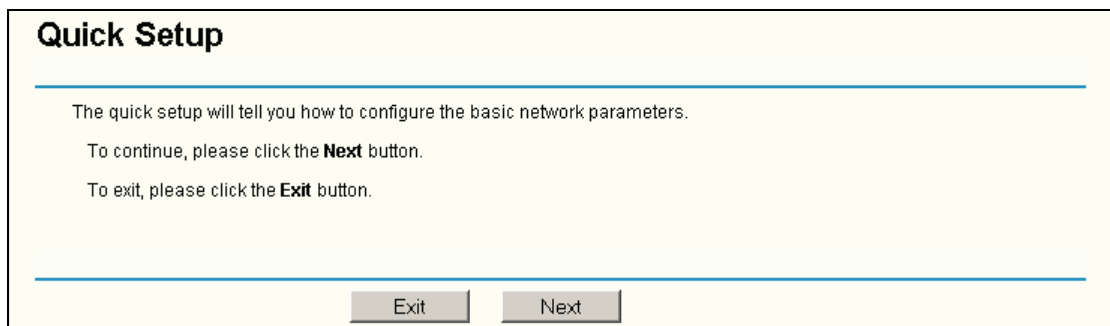 Quick Setup
The quick setup will tell you how to configure the basic network parameters.
To continue, please click the Next button.
To exit, please click the Exit button.
Exit Next